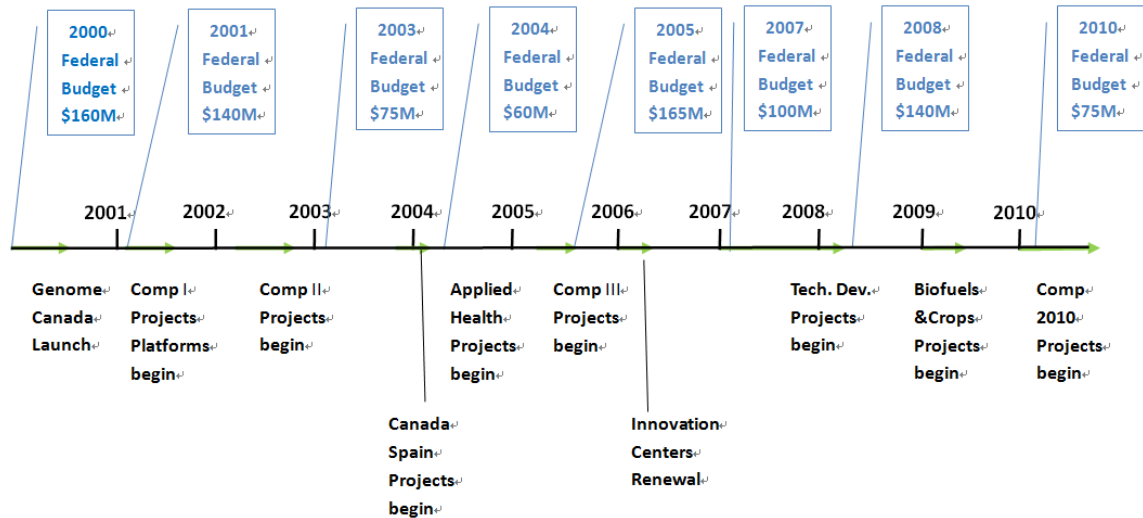 2000
Federal
Budget
$160M
2001
Federal
Budget
$140M
2003
Federal
Budget
$75M
2004
Federal
Budget
$60M
2005
Federal
Budget
$165M
2007
Federal
Budget
$100M
2008
Federal
Budget
$140M
2010
Federal
Budget
$75M
2001
2002
2003
2004
2005
2006
2007
2008
2009
2010
Genome
Canada
Launch
Comp I
Projects
Platforms
begin
Comp II
Projects
begin
Applied
Health
Projects
begin
Comp III
Projects
begin
Tech. Dev.
Projects
begin
Biofuels
&Crops
Projects
begin
Comp
2010
Projects
begin
Canada
Spain
Projects
begin
Innovation
Centers
Renewal